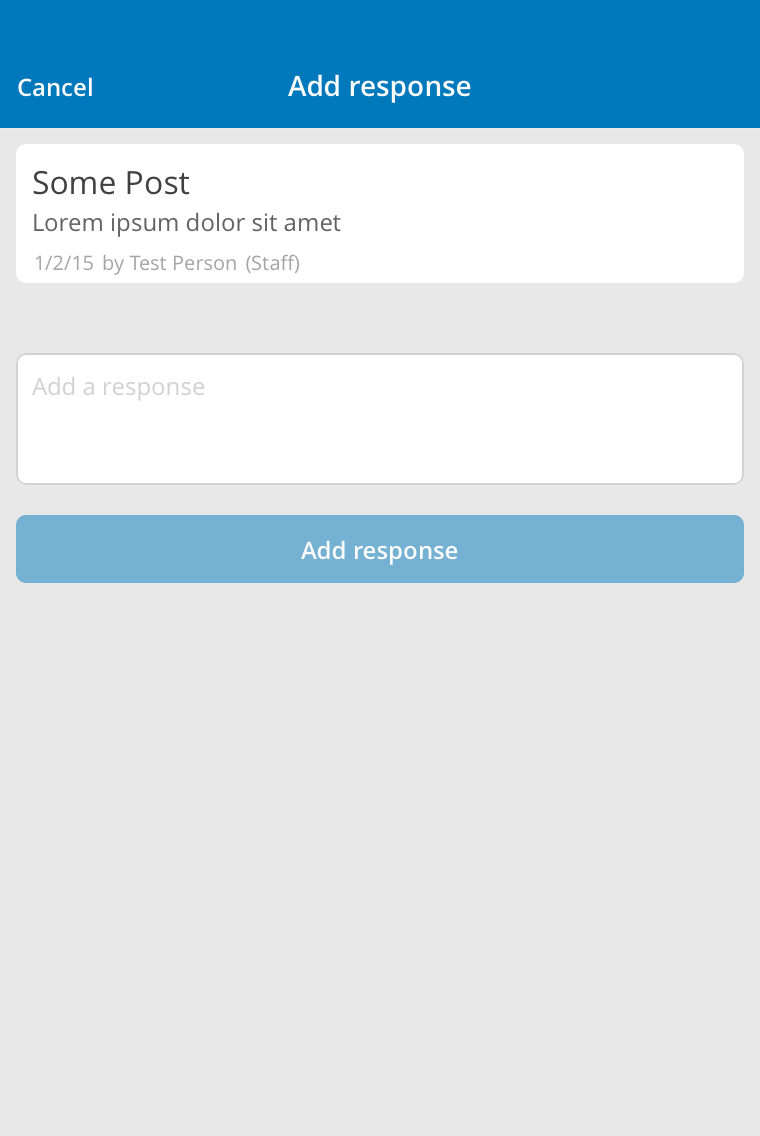 Cancel Add response
Some Post
Lorem ipsum dolor sit amet
1/2/15 by Test Person (Staff)
Add a response
Add response